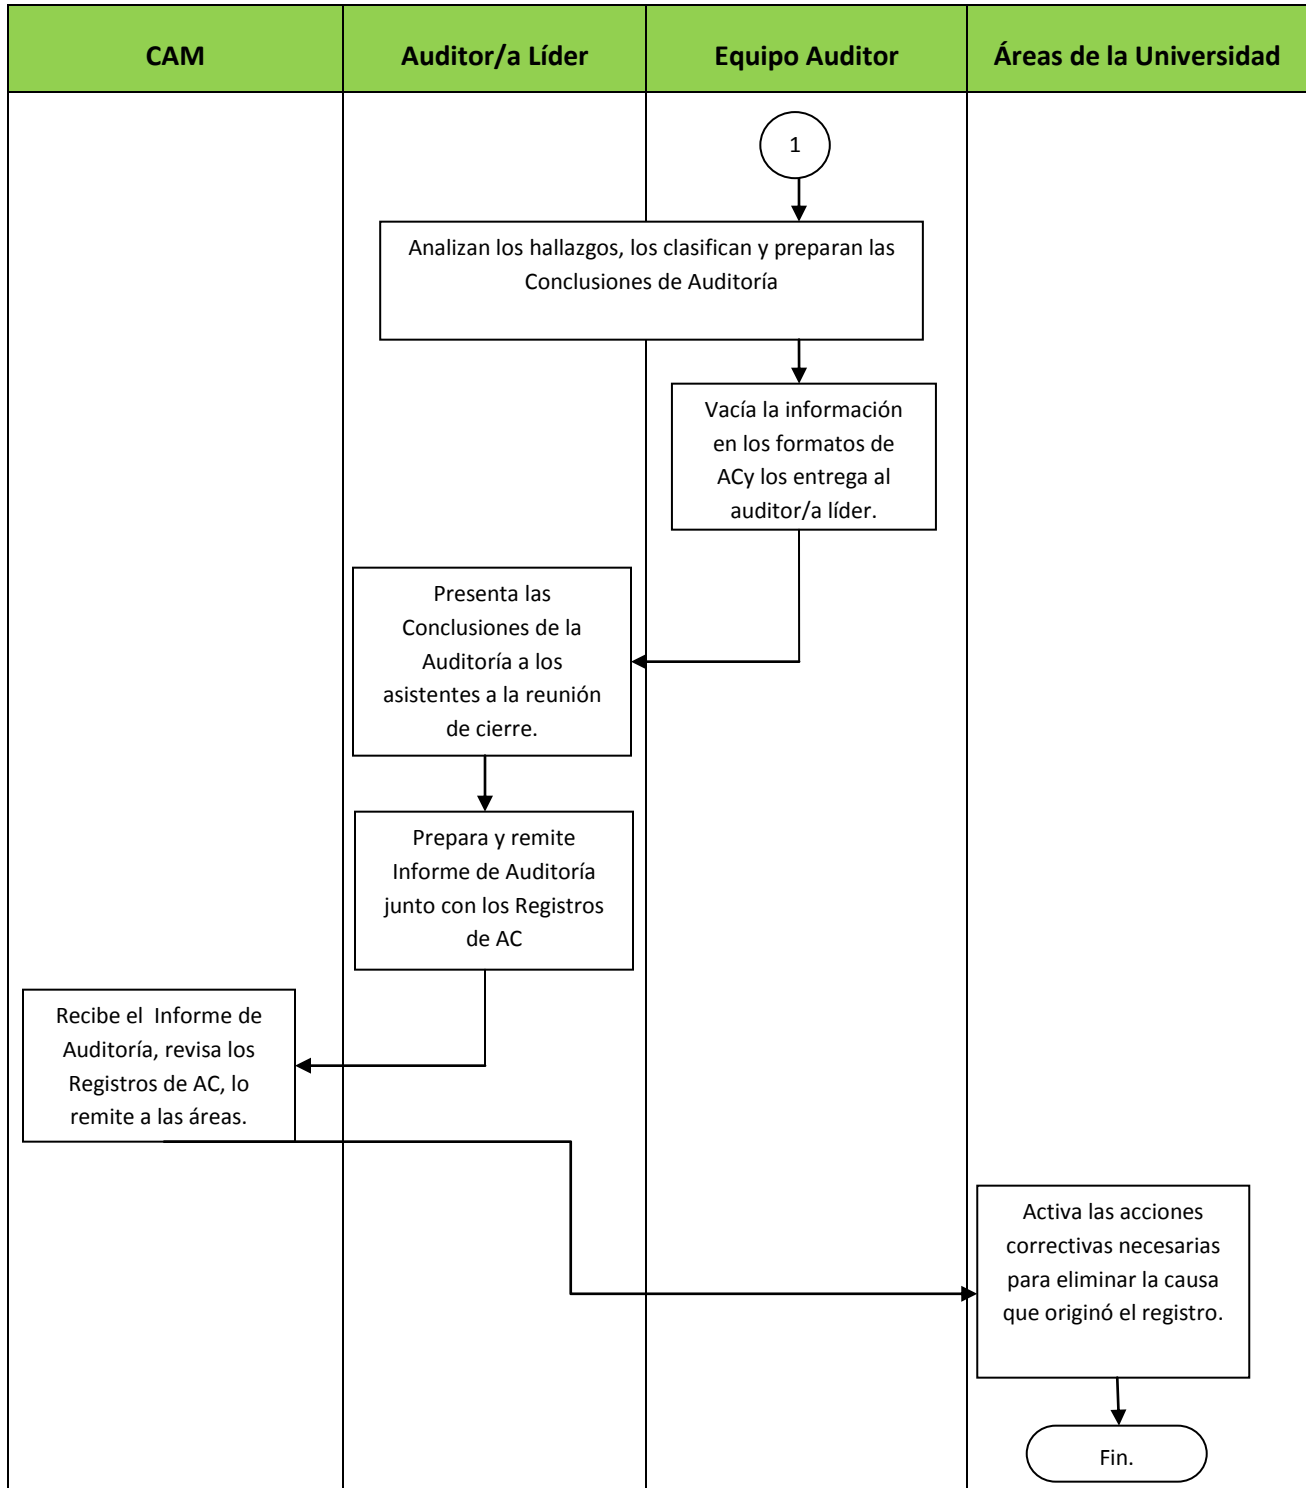 CAM
Auditor/a Líder
Equipo Auditor
Áreas de la Universidad
1
Analizan los hallazgos, los clasifican y preparan las
Conclusiones de Auditoría
Vacía la información
en los formatos de
ACy los entrega al
auditor/a líder.
Presenta las
Conclusiones de la
Auditoría a los
asistentes a la reunión
de cierre.
Prepara y remite
Informe de Auditoría
junto con los Registros
de AC
Recibe el  Informe de
Auditoría, revisa los
Registros de AC, lo
remite a las áreas.
Activa las acciones
correctivas necesarias
para eliminar la causa
que originó el registro.
Fin.